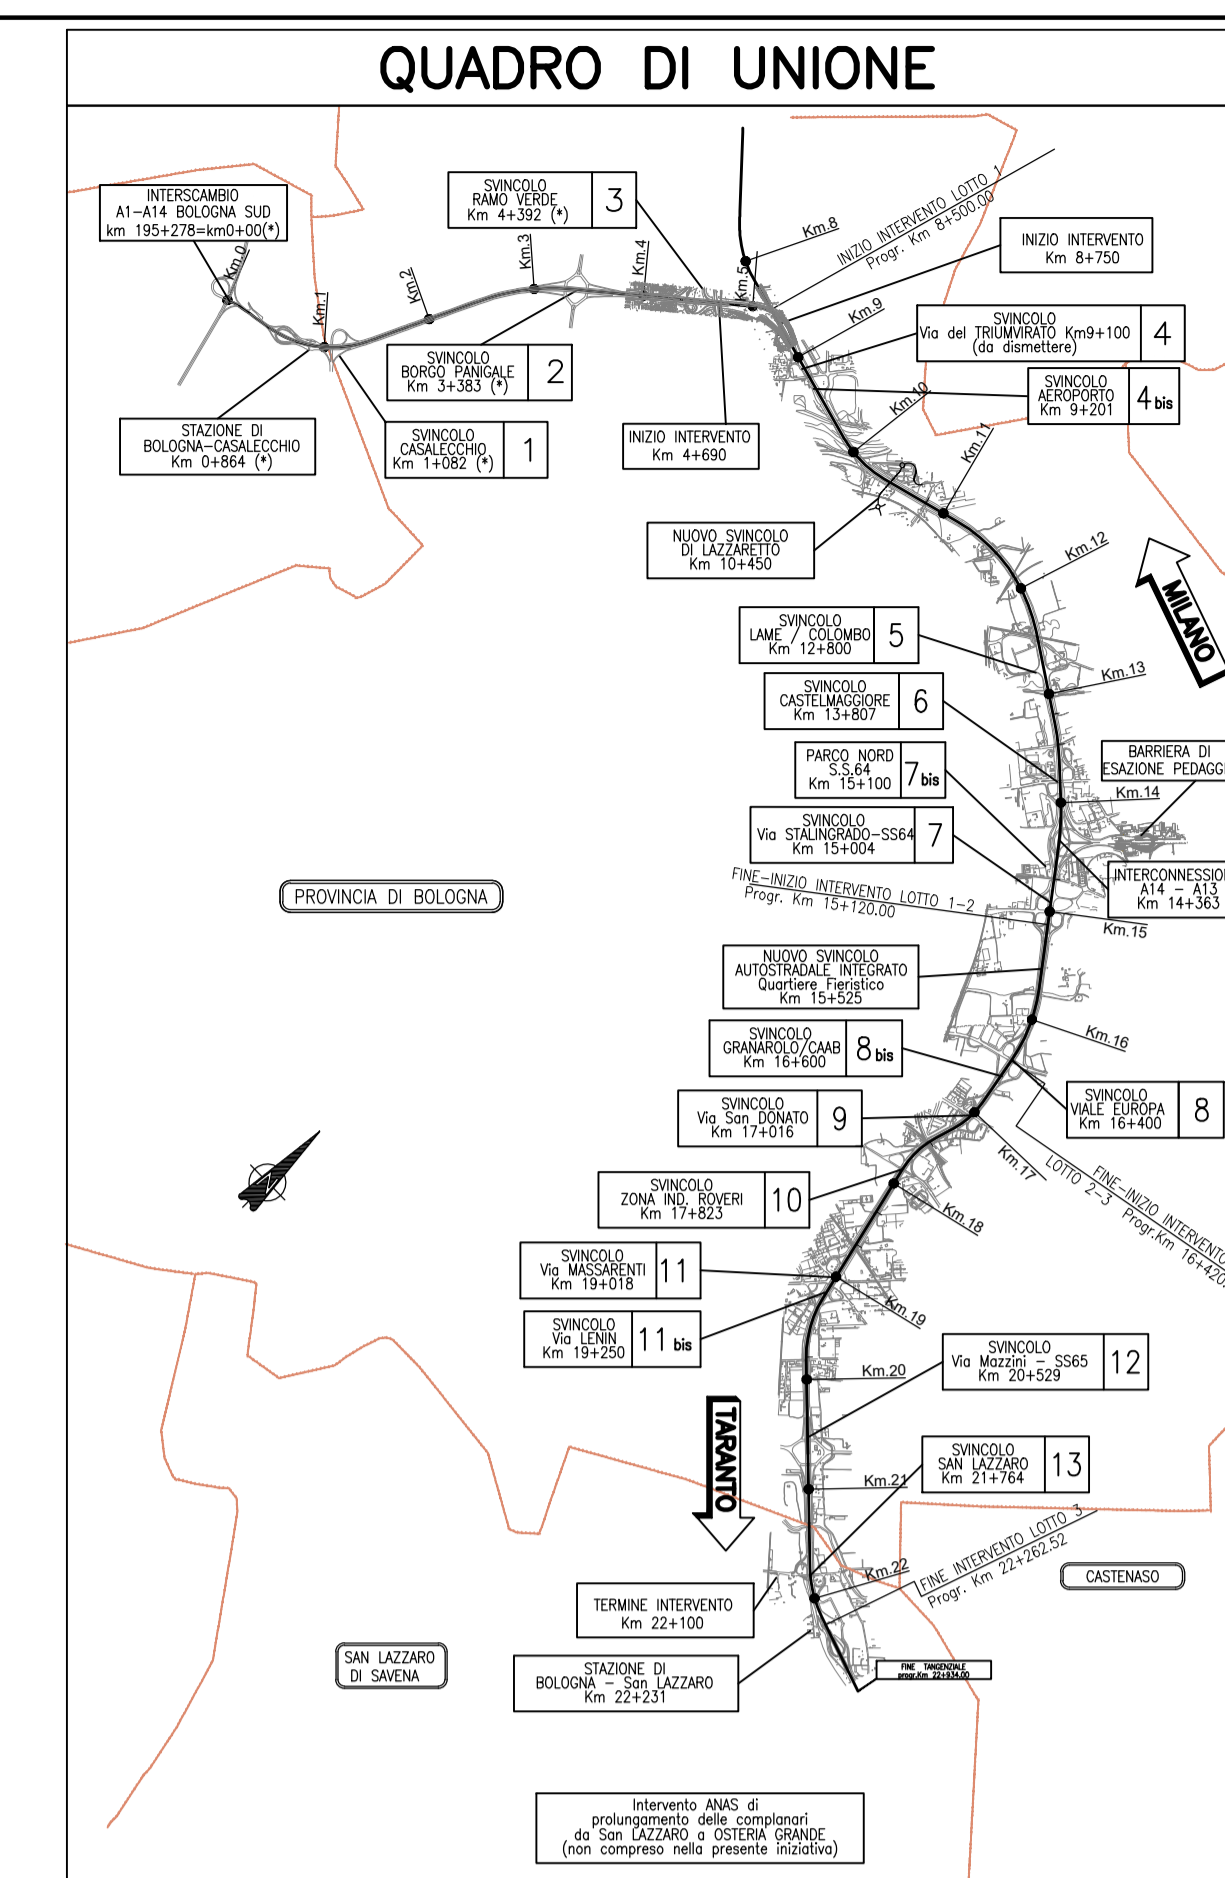 QUADRO DI UNIONE
INTERSCAMBIO
A1-A14 BOLOGNA SUD
km 195+278=km0+00(*)
SVINCOLO
RAMO VERDE
Km 4+392 (*)
3
Km.0
Km.1
Km.2
Km.3
Km.4
Km.5
Km.8
INIZIO INTERVENTO LOTTO 1
Progr. Km 8+500.00
INIZIO INTERVENTO
Km 8+750
Km.9
SVINCOLO
Via del TRIUMVIRATO Km9+100
(da dismettere)
4
SVINCOLO
BORGO PANIGALE
Km 3+383 (*)
2
SVINCOLO
AEROPORTO
Km 9+201
4 bis
Km.10
STAZIONE DI
BOLOGNA-CASALECCHIO
Km 0+864 (*)
SVINCOLO
CASALECCHIO
Km 1+082 (*)
1
INIZIO INTERVENTO
Km 4+690
Km.11
NUOVO SVINCOLO
DI LAZZARETTO
Km 10+450
Km.12
MILANO
SVINCOLO
LAME / COLOMBO
Km 12+800
5
Km.13
SVINCOLO
CASTELMAGGIORE
Km 13+807
6
PARCO NORD
S.S.64
Km 15+100
7 bis
BARRIERA DI
ESAZIONE PEDAGG
Km.14
SVINCOLO
Via STALINGRADO-SS64
Km 15+004
7
INTERCONNESSION
A14 - A13
Km 14+363
FINE-INIZIO INTERVENTO LOTTO 1-2
Progr. Km 15+120.00
Km.15
PROVINCIA DI BOLOGNA
NUOVO SVINCOLO
AUTOSTRADALE INTEGRATO
Quartiere Fieristico
Km 15+525
Km.16
SVINCOLO
GRANAROLO/CAAB
Km 16+600
8 bis
SVINCOLO
VIALE EUROPA
Km 16+400
8
SVINCOLO
Via San DONATO
Km 17+016
9
Km.17
FINE-INIZIO INTERVENTO
LOTTO 2-3 Progr.Km 16+420.
SVINCOLO
ZONA IND. ROVERI
Km 17+823
10
Km.18
SVINCOLO
Via MASSARENTI
Km 19+018
11
Km.19
SVINCOLO
Via LENIN
Km 19+250
11 bis
SVINCOLO
Via Mazzini - SS65
Km 20+529
12
Km.20
TARANTO
SVINCOLO
SAN LAZZARO
Km 21+764
13
Km.21
FINE INTERVENTO LOTTO 3
Progr. Km 22+262.52
Km.22
CASTENASO
TERMINE INTERVENTO
Km 22+100
SAN LAZZARO
DI SAVENA
STAZIONE DI
BOLOGNA - San LAZZARO
Km 22+231
FINE TANGENZIALE
progr.Km 22+934.00
Intervento ANAS di
prolungamento delle complanari
da San LAZZARO a OSTERIA GRANDE
(non compreso nella presente iniziativa)